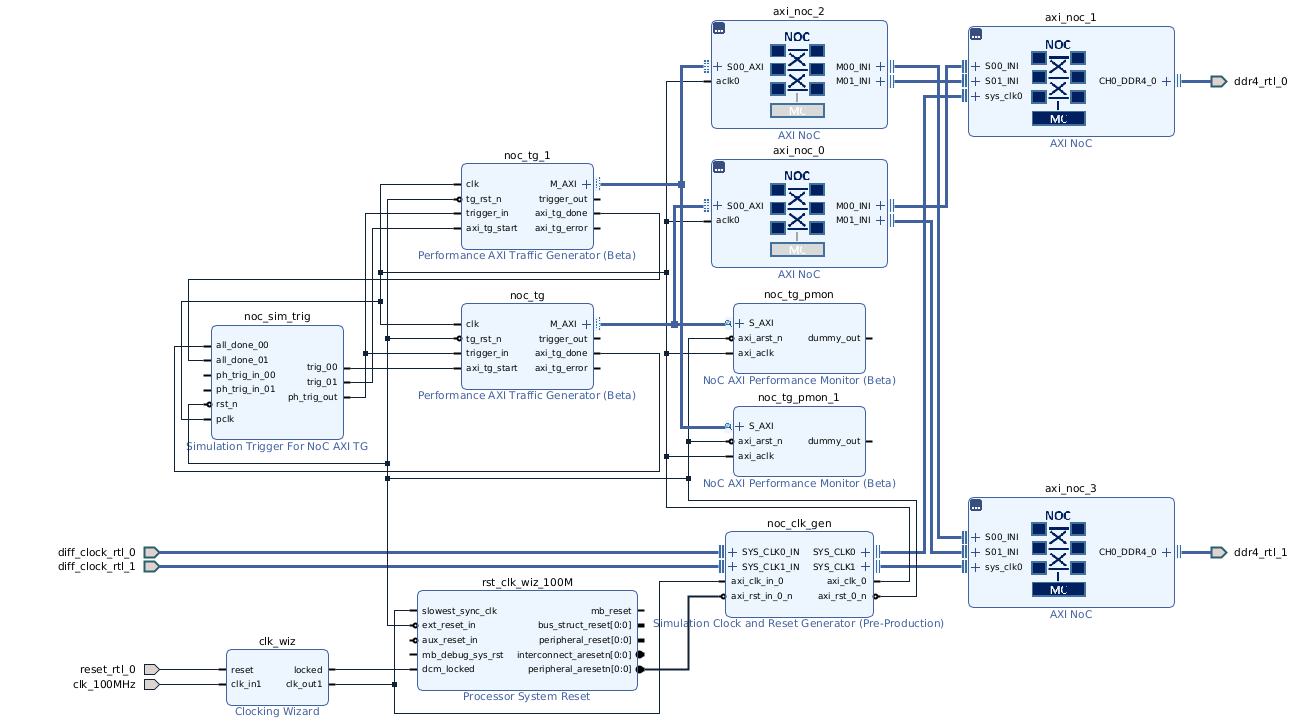 axi_noc_2
NOC
S00_AXI
aclk0
M00_INI
M01_INI
MC
AXI NoC
axi_noc_1
NOC
S00_INI
S01_INI
sys_clk0
CH0_DDR4_0
MC
AXI NoC
ddr4_rtl_0
axi_noc_0
NOC
S00_AXI
aclk0
M00_INI
M01_INI
MC
AXI NoC
noc_tg_1
clk
tg_rst_n
trigger_in
axi_tg_start
M_AXI
trigger_out
axi_tg_done
axi_tg_error
Performance AXI Traffic Generator (Beta)
noc_tg
clk
tg_rst_n
trigger_in
axi_tg_start
M_AXI
trigger_out
axi_tg_done
axi_tg_error
Performance AXI Traffic Generator (Beta)
noc_tg_pmon
S_AXI
axi_arst_n
axi_aclk
dummy_out
NoC AXI Performance Monitor (Beta)
noc_sim_trig
all_done_00
all_done_01
ph_trig_in_00
ph_trig_in_01
rst_n
pclk
trig_00
trig_01
ph_trig_out
Simulation Trigger For NoC AXI TG
noc_tg_pmon_1
S_AXI
axi_arst_n
axi_aclk
dummy_out
NoC AXI Performance Monitor (Beta)
axi_noc_3
NOC
S00_INI
S01_INI
sys_clk0
CH0_DDR4_0
MC
AXI NoC
ddr4_rtl_1
diff_clock_rtl_0
diff_clock_rtl_1
noc_clk_gen
SYS_CLK0_IN
SYS_CLK1_IN
axi_clk_in_0
axi_rst_in_0_n
SYS_CLK0
SYS_CLK1
axi_clk_0
axi_rst_0_n
Simulation Clock and Reset Generator (Pre-Production)
rst_clk_wiz_100M
slowest_sync_clk
ext_reset_in
aux_reset_in
mb_debug_sys_rst
dcm_locked
mb_reset
bus_struct_reset[0:0]
peripheral_reset[0:0]
interconnect_aresetn[0:0]
peripheral_aresetn[0:0]
Processor System Reset
reset_rtl_0
clk_100MHz
clk_wiz
reset
clk_in1
locked
clk_out1
Clocking Wizard